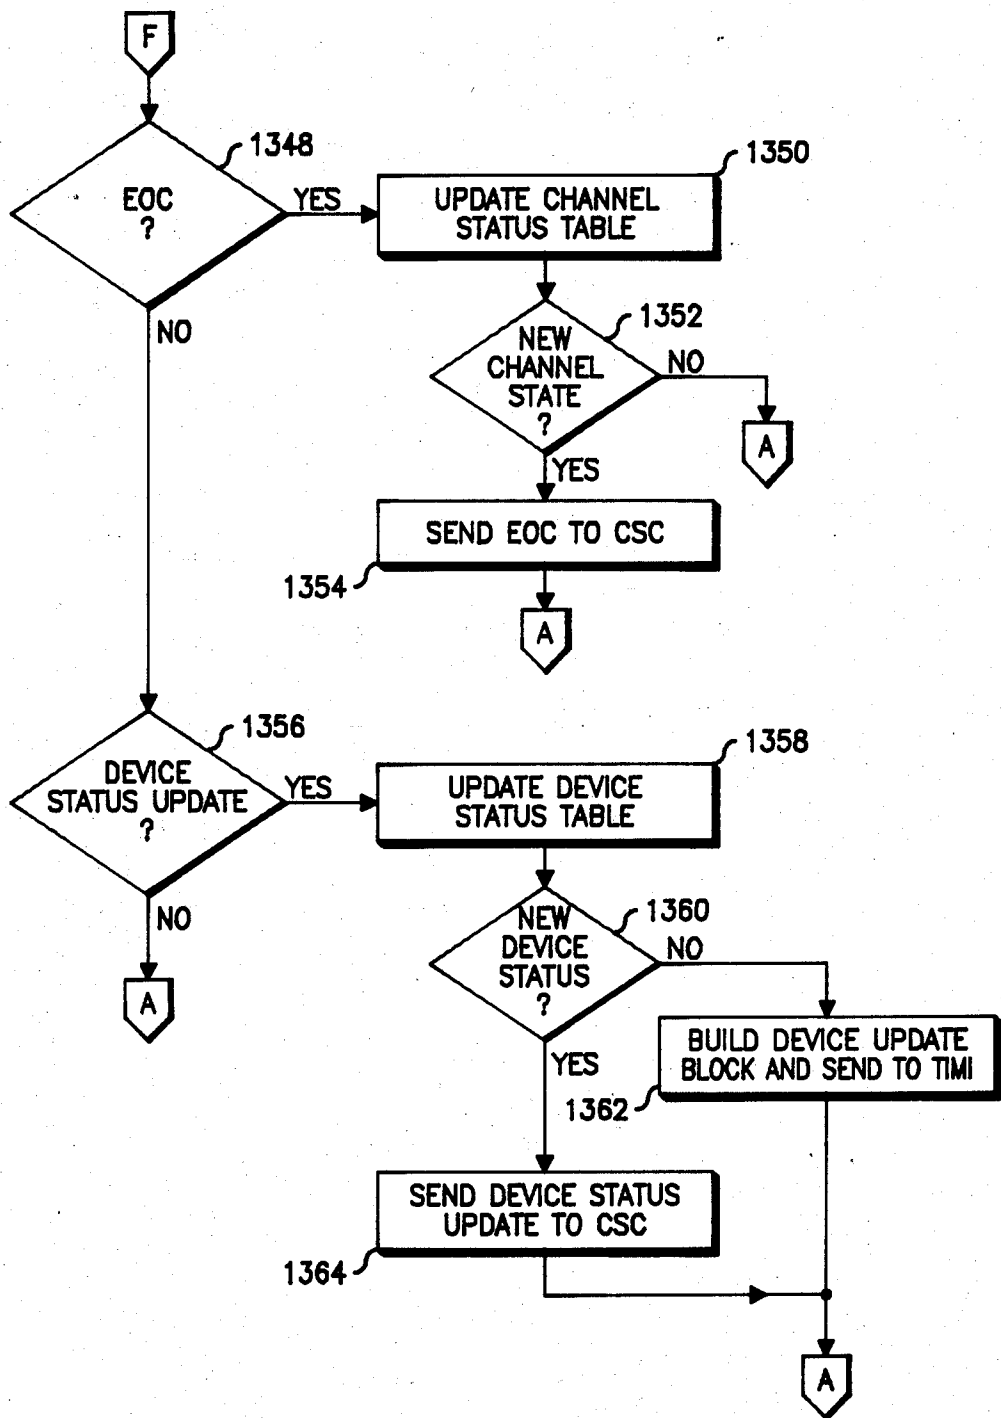 F
1348
EOC
?
YES
NO
1350
UPDATE CHANNEL
STATUS TABLE
1352
NEW
CHANNEL
STATE
?
NO
A
YES
SEND EOC TO CSC
1354
A
1356
DEVICE
STATUS UPDATE
?
YES
NO
A
1358
UPDATE DEVICE
STATUS TABLE
1360
NEW
DEVICE
STATUS
?
NO
YES
BUILD DEVICE UPDATE
BLOCK AND SEND TO TIMI
1362
SEND DEVICE STATUS
UPDATE TO CSC
1364
A